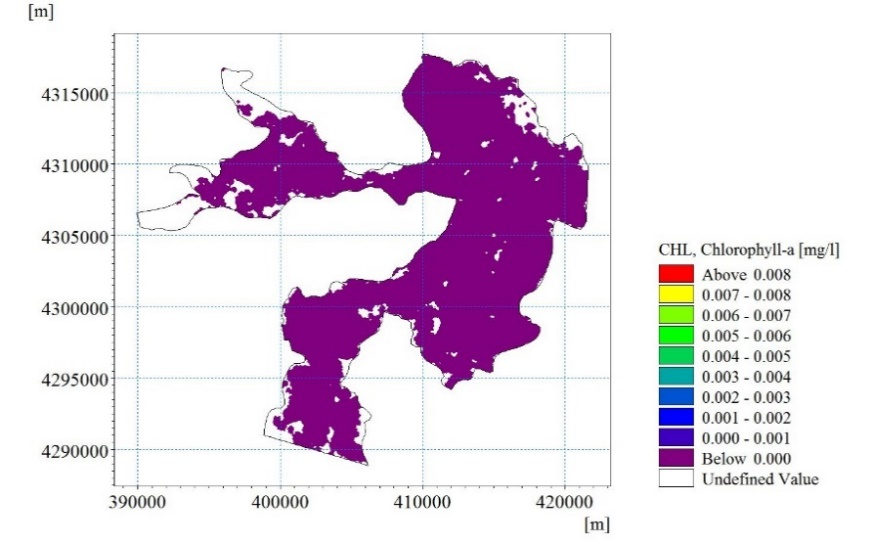 [m]
4315000
4310000
4305000
4300000
4295000
4290000
390000 400000 410000 420000
[m]
CHL, Chlorophyll-a [mg/l]
Above 0.008
0.007 - 0.008
0.006 - 0.007
0.005 - 0.006
0.004 - 0.005
0.003 - 0.004
0.002 - 0.003
0.001 - 0.002
0.000 - 0.001
Below 0.000
Undefined Value